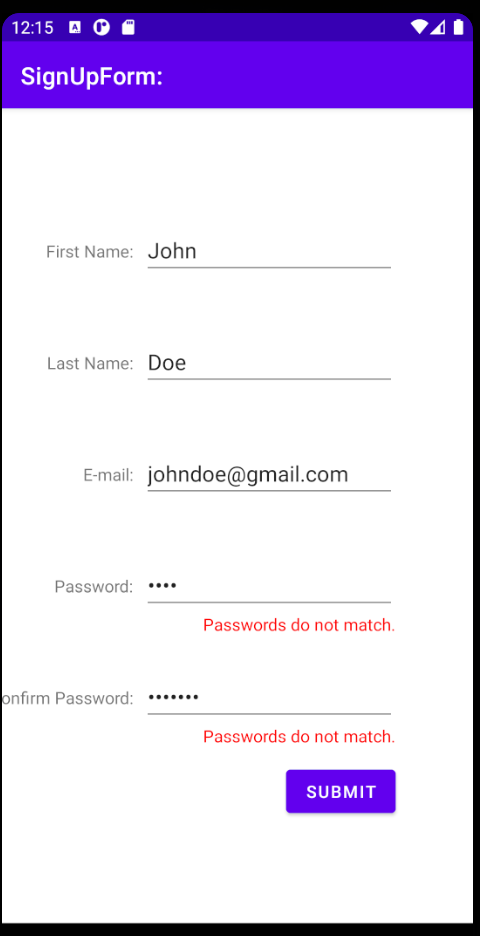 12:15
SignUpForm:
First Name: John
Last Name: Doe
E-mail: johndoe@gmail.com
Password: ••••
Passwords do not match.
onfirm Password: •••••••
Passwords do not match.
SUBMIT